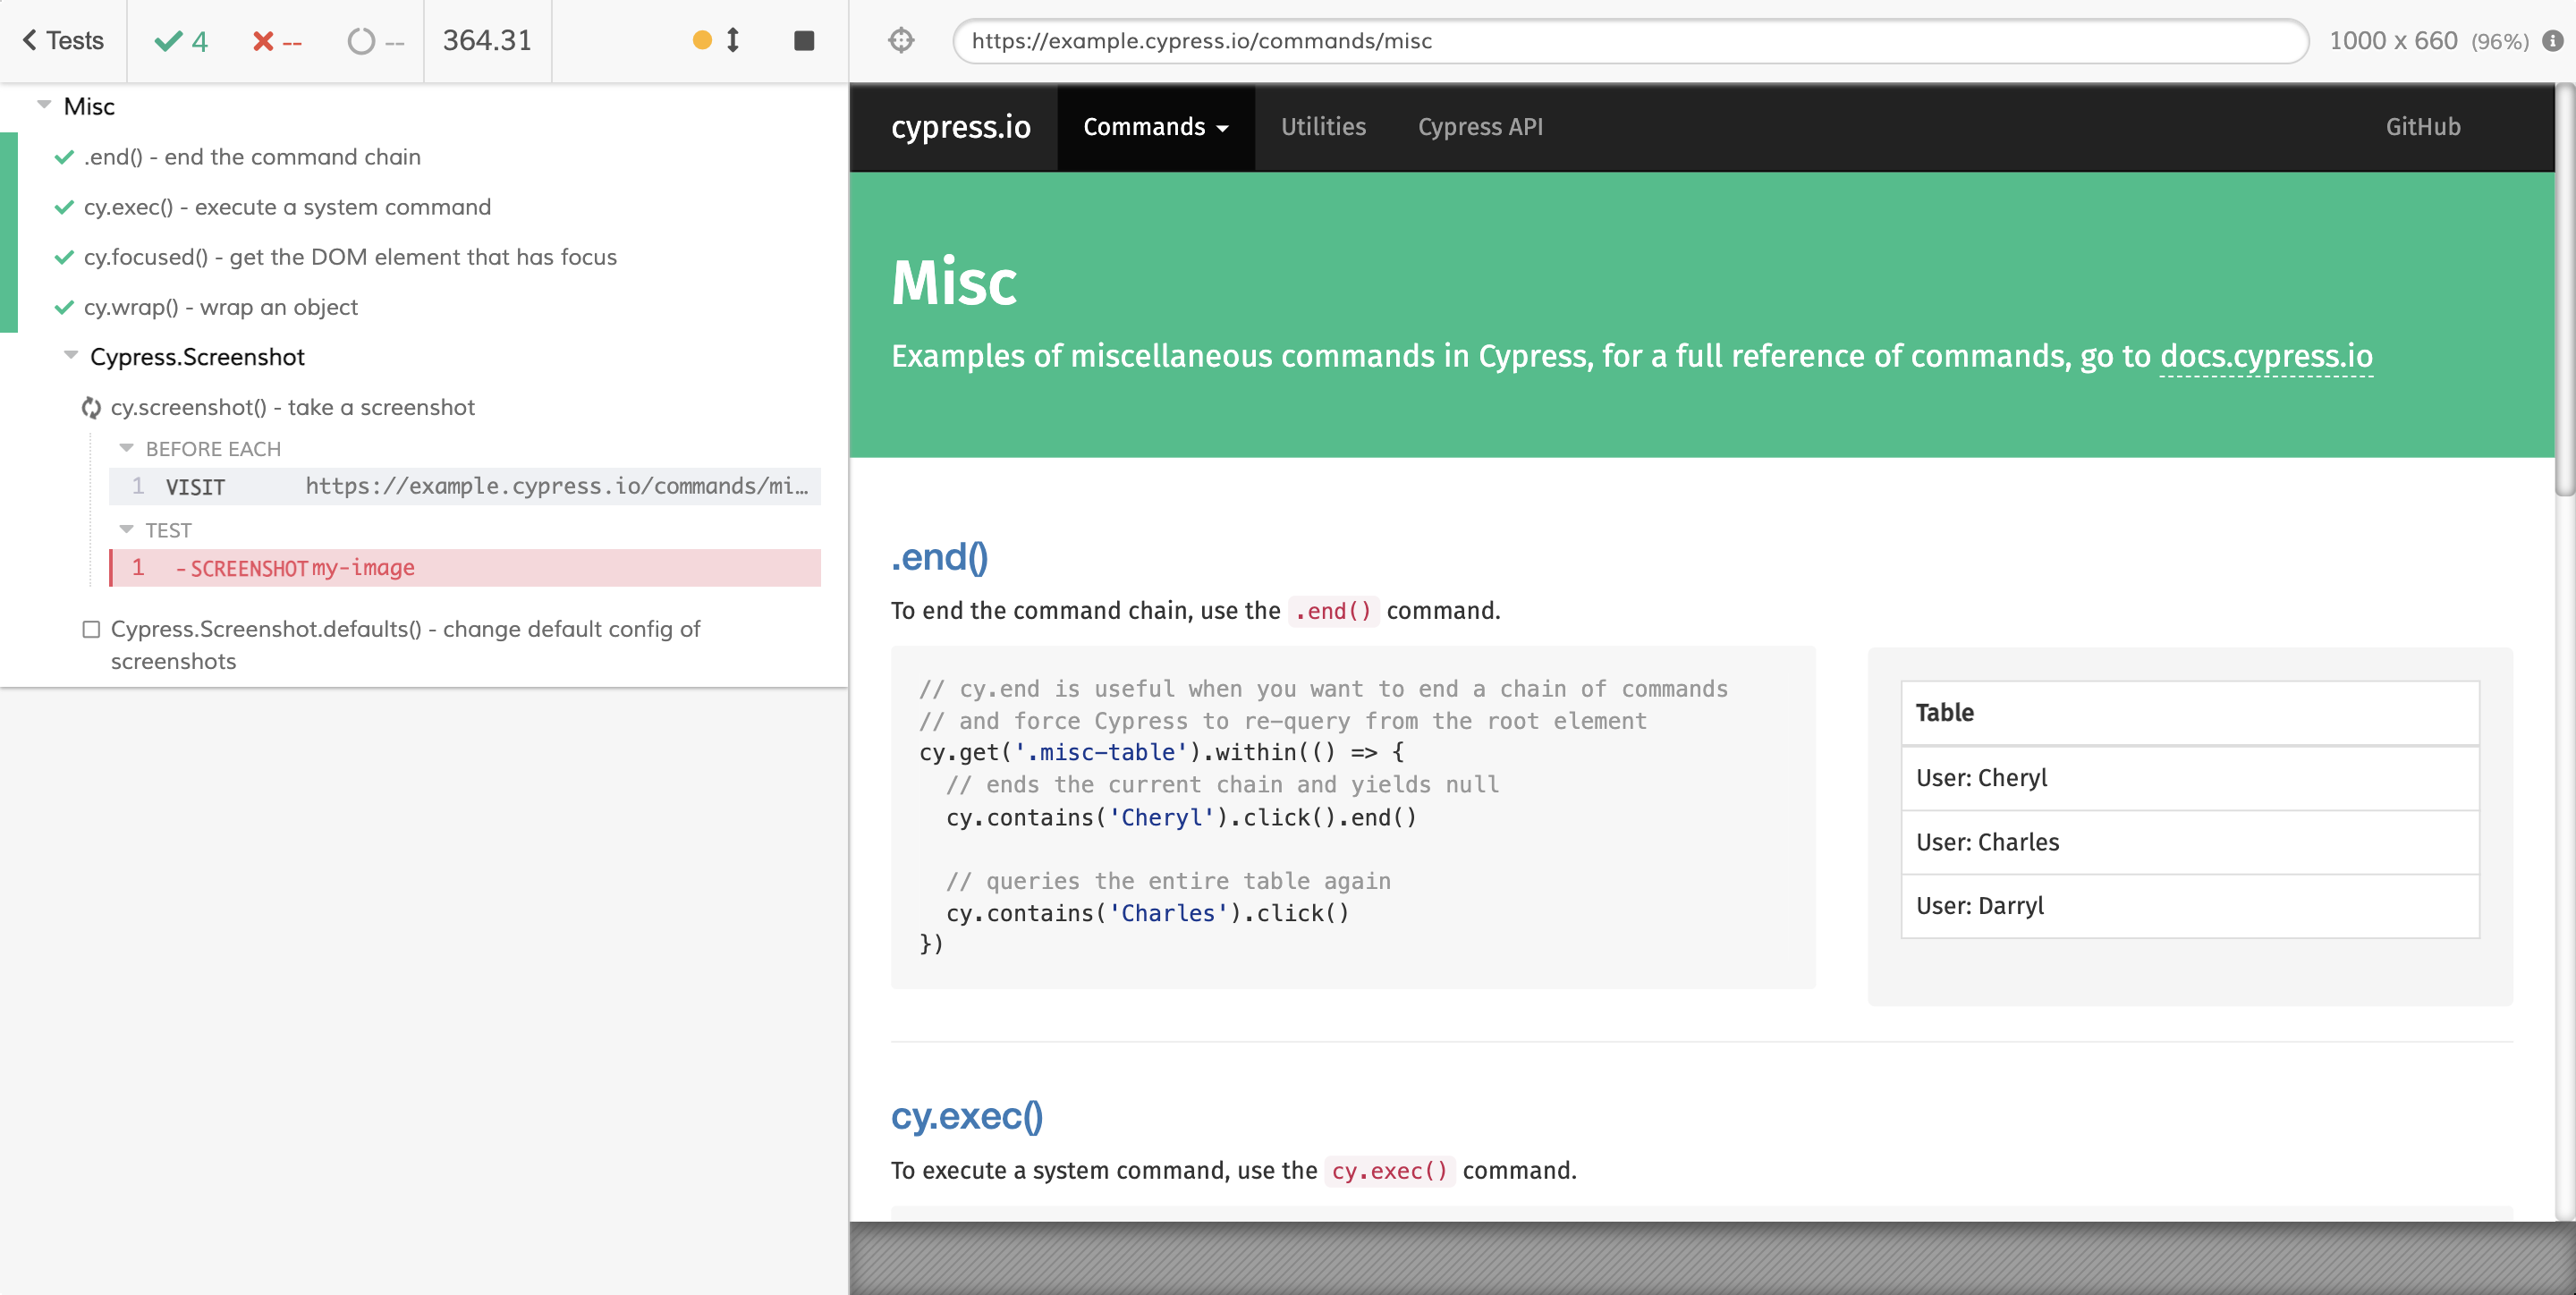 Tests
4
--
--
364.31
https://example.cypress.io/commands/misc
1000 x 660 (96%)
Misc
.end() - end the command chain
cy.exec() - execute a system command
cy.focused() - get the DOM element that has focus
cy.wrap() - wrap an object
Cypress.Screenshot
cy.screenshot() - take a screenshot
BEFORE EACH
1 VISIT https://example.cypress.io/commands/mi…
TEST
1 - SCREENSHOT my-image
Cypress.Screenshot.defaults() - change default config of
screenshots
cypress.io Commands Utilities Cypress API GitHub
Misc
Examples of miscellaneous commands in Cypress, for a full reference of commands, go to docs.cypress.io
.end()
To end the command chain, use the .end() command.
// cy.end is useful when you want to end a chain of commands
// and force Cypress to re-query from the root element
cy.get('.misc-table').within(() => {
  // ends the current chain and yields null
  cy.contains('Cheryl').click().end()
  // queries the entire table again
  cy.contains('Charles').click()
})
Table
User: Cheryl
User: Charles
User: Darryl
cy.exec()
To execute a system command, use the cy.exec() command.